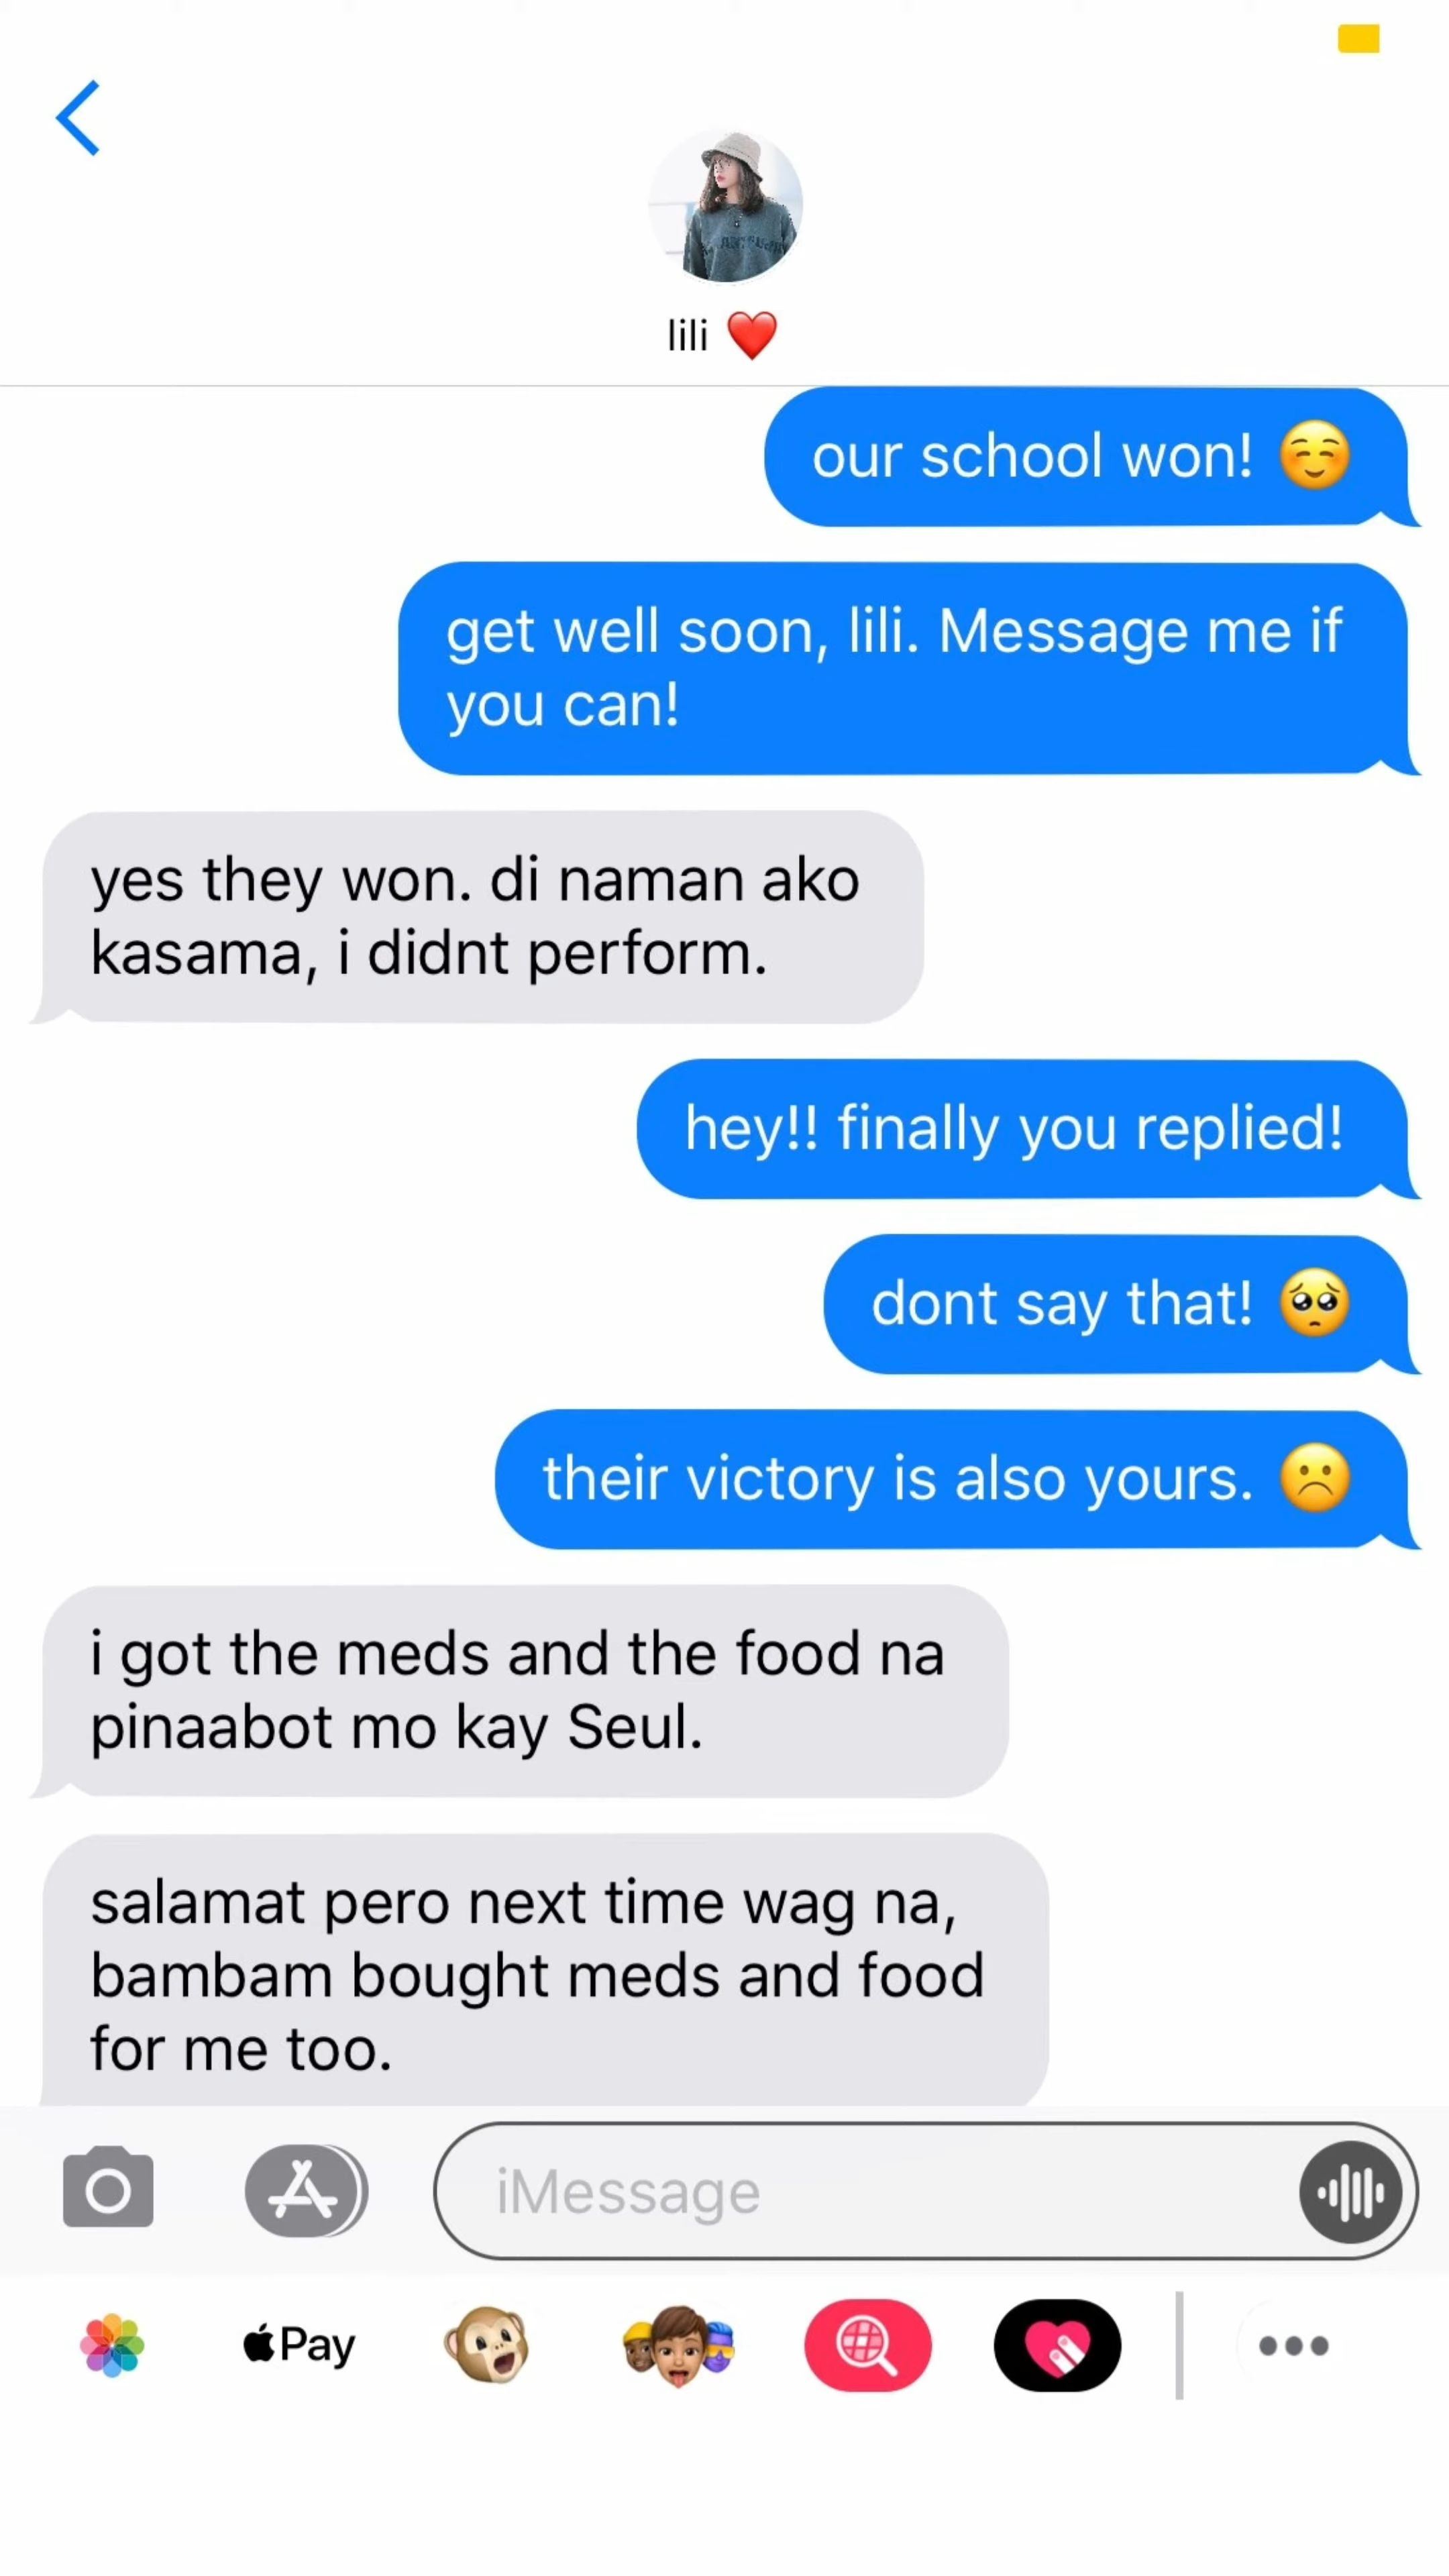 lili ❤️
our school won! ☺️
get well soon, lili. Message me if
you can!
yes they won. di naman ako
kasama, i didnt perform.
hey!! finally you replied!
dont say that! 🥺
their victory is also yours. ☹️
i got the meds and the food na
pinaabot mo kay Seul.
salamat pero next time wag na,
bambam bought meds and food
for me too.
iMessage
Pay